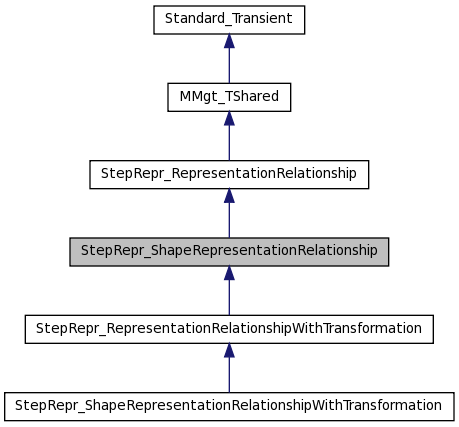 Standard_Transient
MMgt_TShared
StepRepr_RepresentationRelationship
StepRepr_ShapeRepresentationRelationship
StepRepr_RepresentationRelationshipWithTransformation
StepRepr_ShapeRepresentationRelationshipWithTransformation